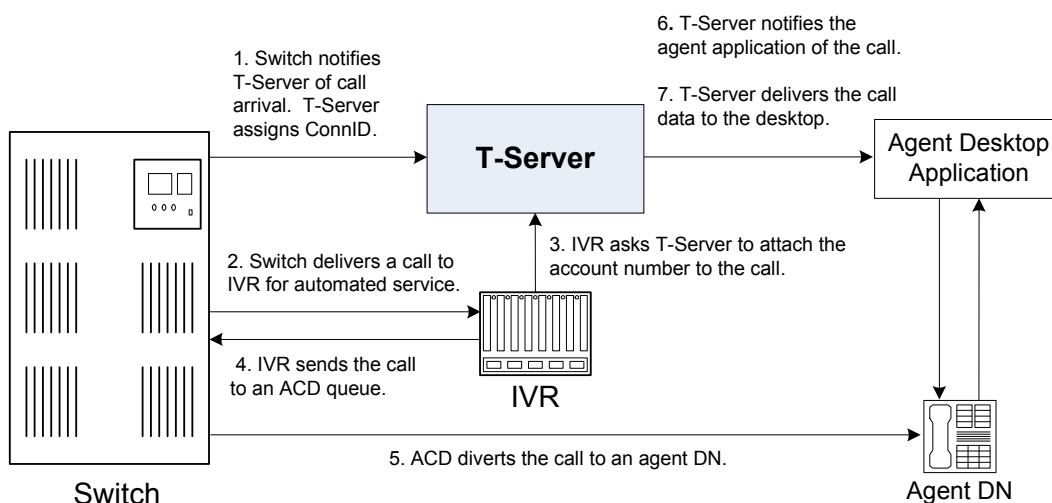 1. Switch notifies
T-Server of call
arrival. T-Server
assigns ConnID.
6. T-Server notifies the
agent application of the call.
7. T-Server delivers the call
data to the desktop.
T-Server
Agent Desktop
Application
3. IVR asks T-Server to attach the
account number to the call.
2. Switch delivers a call to
IVR for automated service.
4. IVR sends the call
to an ACD queue.
IVR
5. ACD diverts the call to an agent DN.
Switch
Agent DN